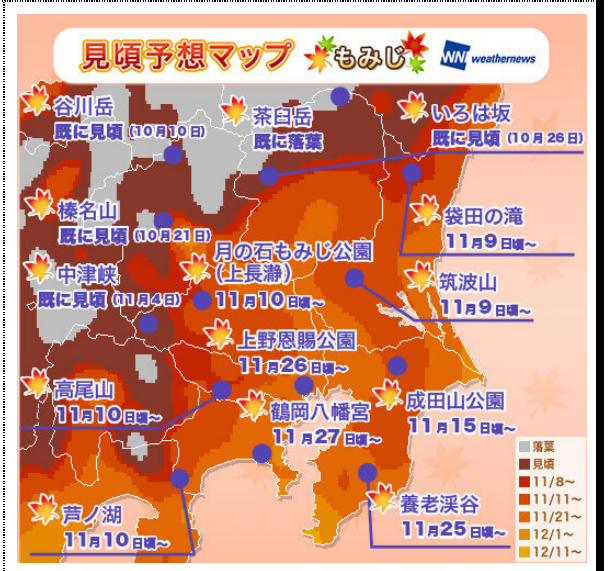 見頃予想マップ もみじ WN weathernews
谷川岳
既に見頃 (10月10日)
茶臼岳
既に落葉
いろは坂
既に見頃 (10月26日)
榛名山
既に見頃 (10月21日)
袋田の滝
11月9日頃～
月の石もみじ公園
(上長瀞)
11月10日頃～
中津峡
既に見頃 (11月4日)
筑波山
11月9日頃～
上野恩賜公園
11月26日頃～
高尾山
11月10日頃～
鶴岡八幡宮
11月27日頃～
成田山公園
11月15日頃～
芦ノ湖
11月10日頃～
養老渓谷
11月25日頃～
落葉
見頃
11/8～
11/11～
11/21～
12/1～
12/11～